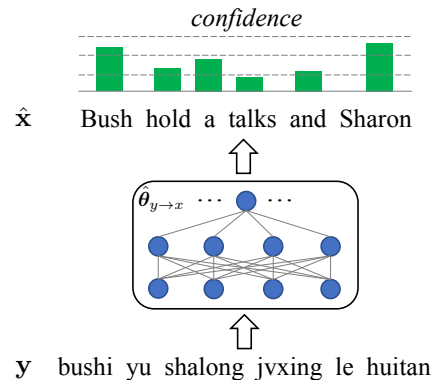 confidence
x̂ Bush hold a talks and Sharon
θ̂y→x ··· ···
y bushi yu shalong jvxing le huitan